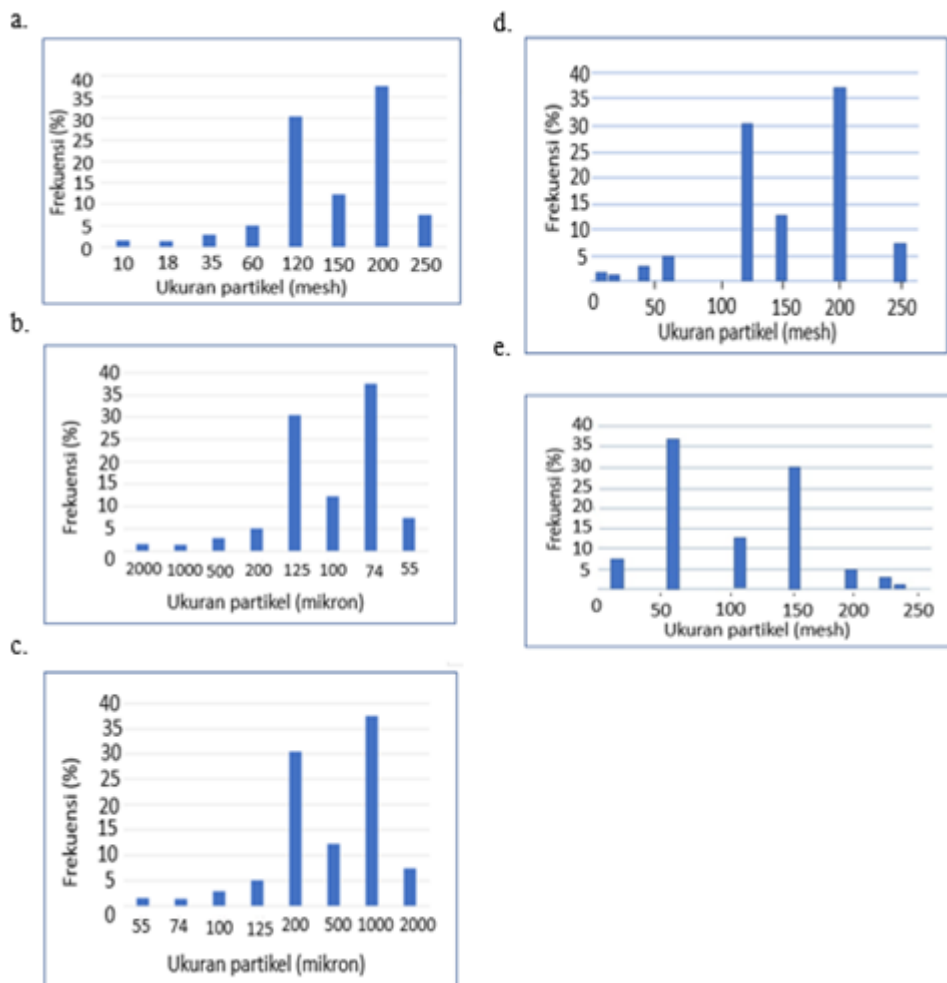 a.
40
35
30
25
20
15
10
5
0
Frekuensi (%)
10 18 35 60 120 150 200 250
Ukuran partikel (mesh)
b.
40
35
30
25
20
15
10
5
0
Frekuensi (%)
2000 1000 500 200 125 100 74 55
Ukuran partikel (mikron)
c.
40
35
30
25
20
15
10
5
0
Frekuensi (%)
55 74 100 125 200 500 1000 2000
Ukuran partikel (mikron)
d.
40
35
30
25
20
15
10
5
Frekuensi (%)
0 50 100 150 200 250
Ukuran partikel (mesh)
e.
40
35
30
25
20
15
10
5
Frekuensi (%)
0 50 100 150 200 250
Ukuran partikel (mesh)